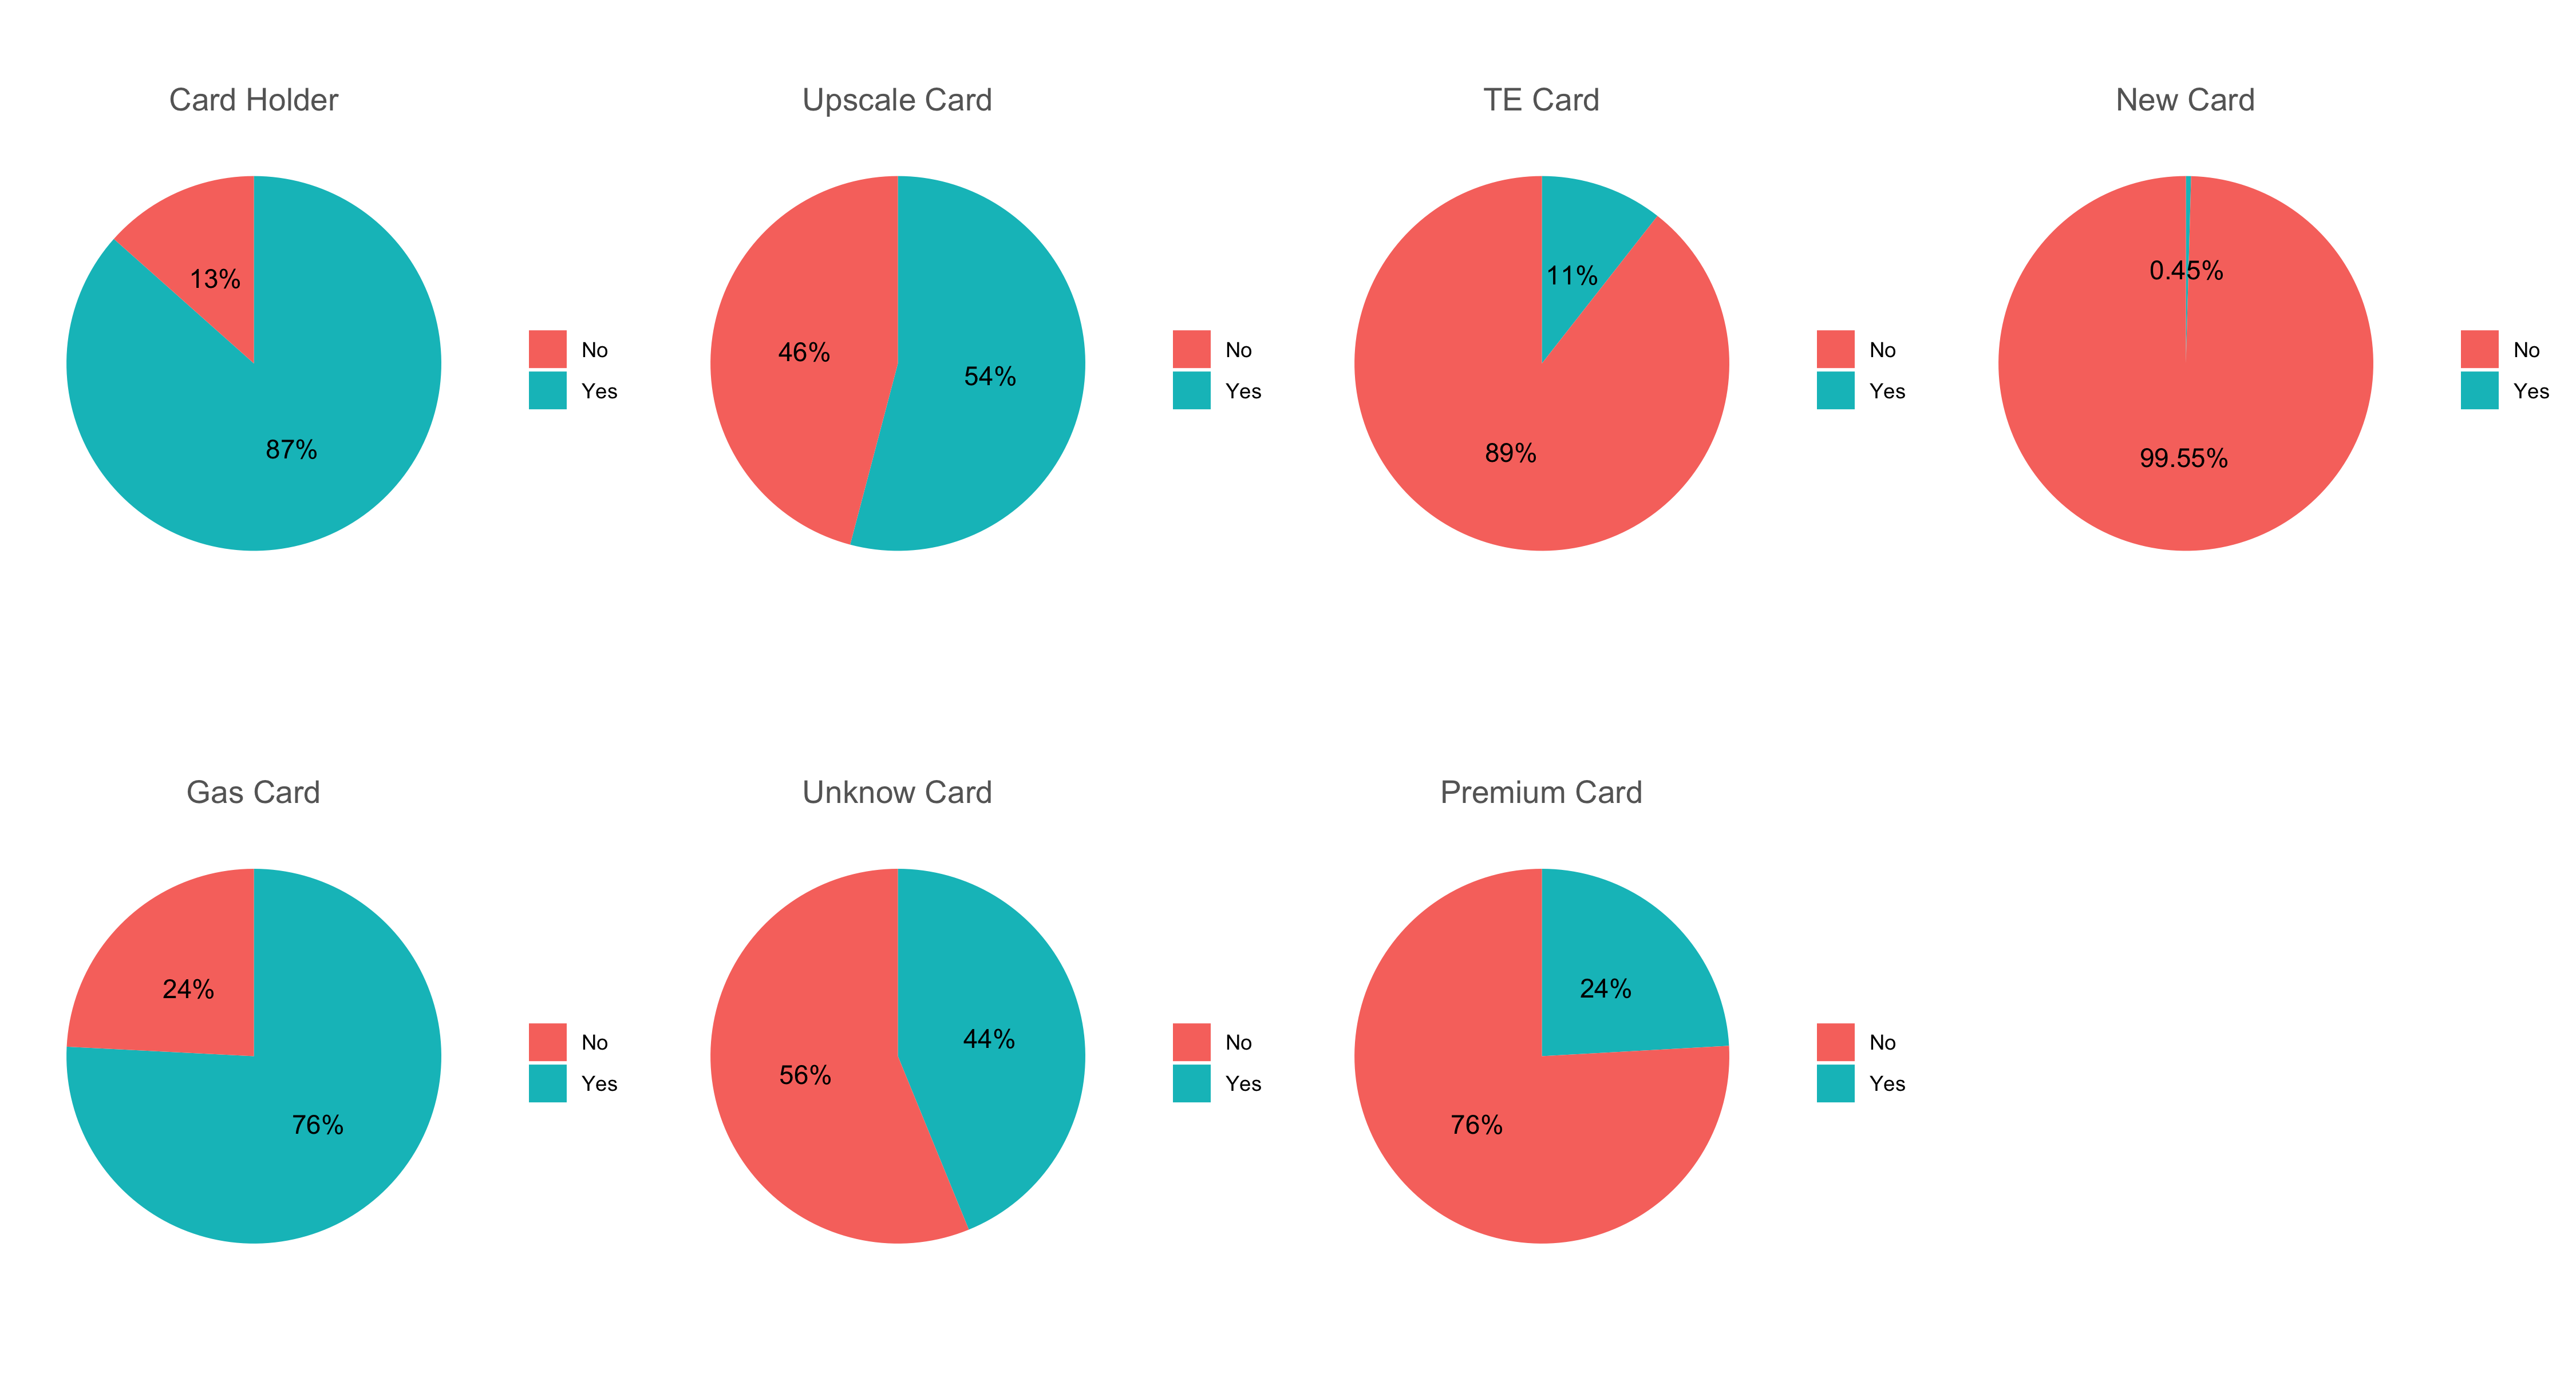 Card Holder
13%
87%
No
Yes
Upscale Card
46%
54%
No
Yes
TE Card
11%
89%
No
Yes
New Card
0.45%
99.55%
No
Yes
Gas Card
24%
76%
No
Yes
Unknow Card
44%
56%
No
Yes
Premium Card
24%
76%
No
Yes